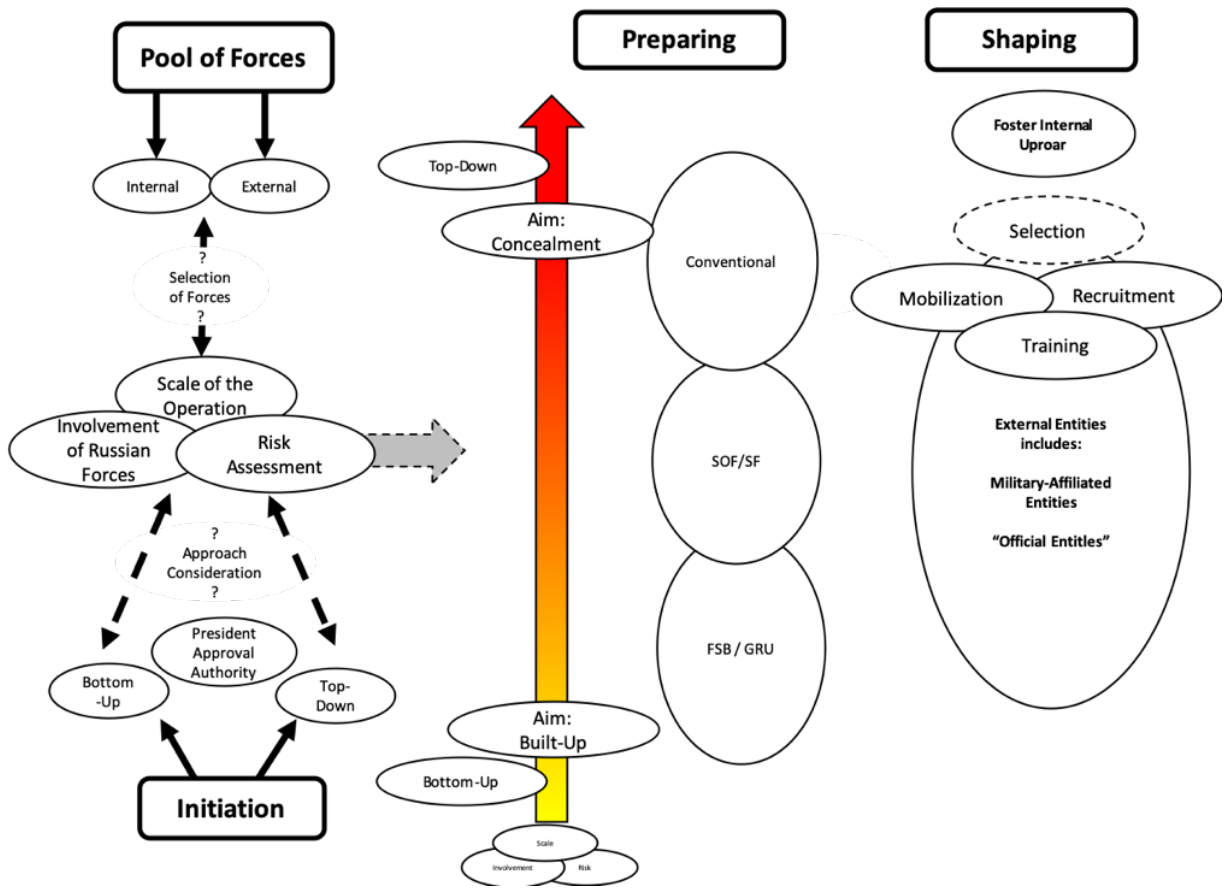 Pool of Forces
Internal
External
?
Selection
of Forces
?
Scale of the
Operation
Involvement
of Russian
Forces
Risk
Assessment
?
Approach
Consideration
?
President
Approval
Authority
Bottom
-Up
Top-
Down
Initiation
Preparing
Top-Down
Aim:
Concealment
Conventional
SOF/SF
FSB / GRU
Aim:
Built-Up
Bottom-Up
Scale
Involvement
Risk
Shaping
Foster Internal
Uproar
Selection
Mobilization
Recruitment
Training
External Entities
includes:
Military-Affiliated
Entities
“Official Entitles”